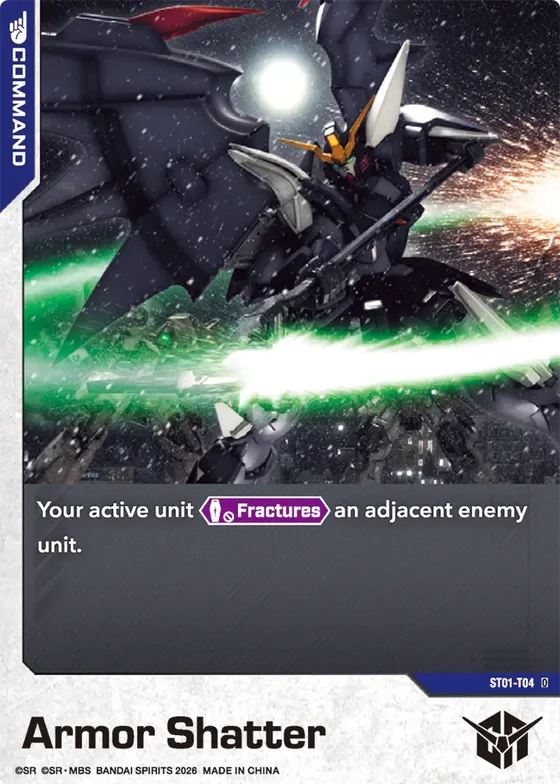 COMMAND
Your active unit Fractures an adjacent enemy
unit.
ST01-T04 0
Armor Shatter
©SR ©SR・MBS BANDAI SPIRITS 2026 MADE IN CHINA